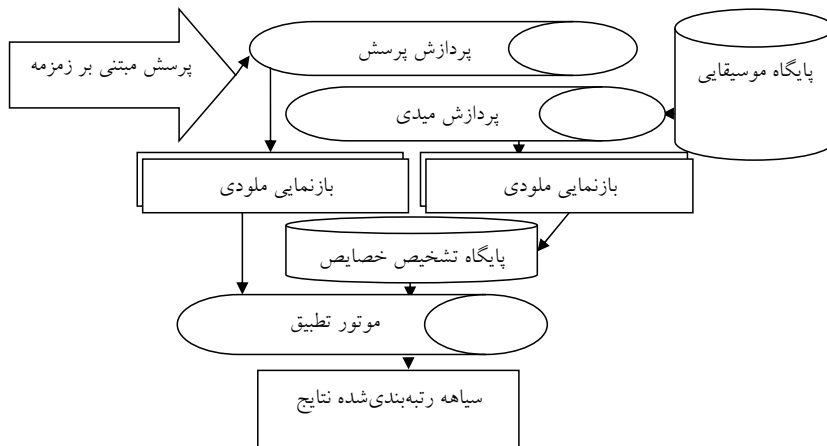 پرسش مبتنی بر زمزمه
پردازش پرسش
پایگاه موسیقایی
پردازش میدی
بازنمایی ملودی
بازنمایی ملودی
پایگاه تشخیص خصایص
موتور تطبیق
سیاهه رتبه‌بندی‌شده نتایج